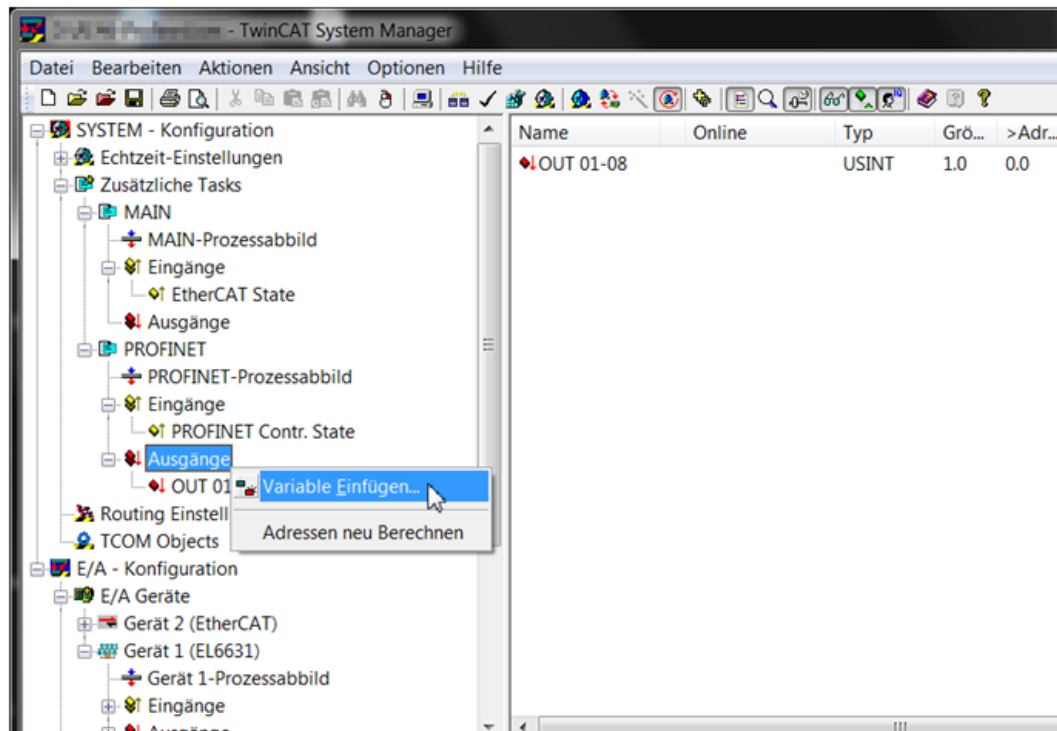 - TwinCAT System Manager
Datei Bearbeiten Aktionen Ansicht Optionen Hilfe
SYSTEM - Konfiguration
Echtzeit-Einstellungen
Zusätzliche Tasks
MAIN
MAIN-Prozessabbild
Eingänge
EtherCAT State
Ausgänge
PROFINET
PROFINET-Prozessabbild
Eingänge
PROFINET Contr. State
Ausgänge
OUT 01
Routing Einstell
TCOM Objects
E/A - Konfiguration
E/A Geräte
Gerät 2 (EtherCAT)
Gerät 1 (EL6631)
Gerät 1-Prozessabbild
Eingänge
Ausgänge
Variable Einfügen...
Adressen neu Berechnen
Name Online Typ Grö... >Adr...
OUT 01-08 USINT 1.0 0.0